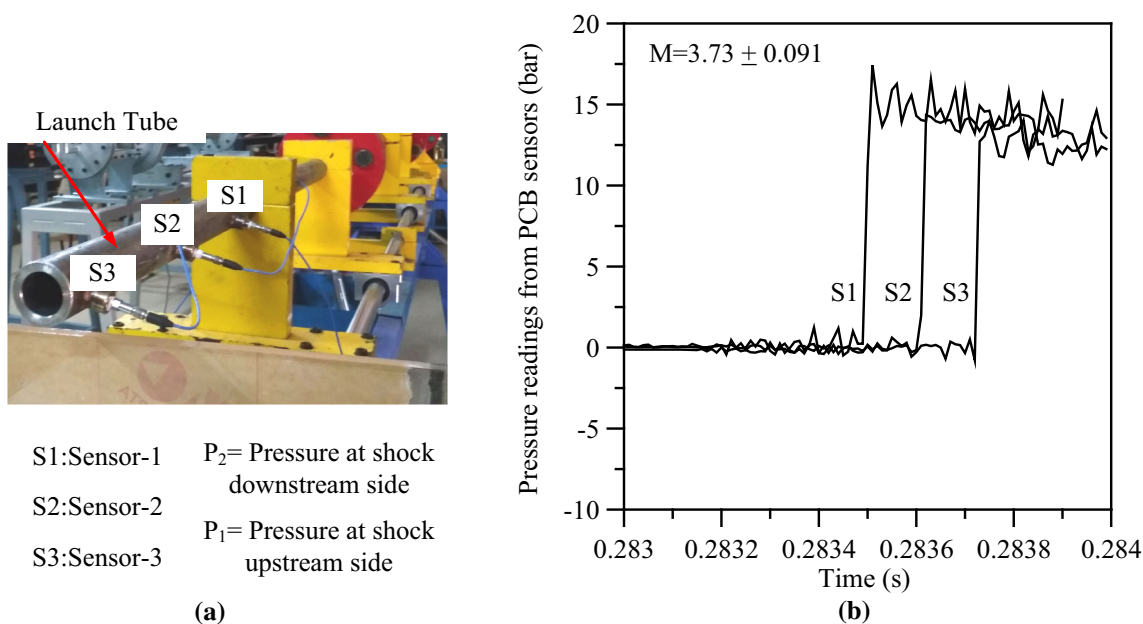 Launch Tube
S1
S2
S3
S1:Sensor-1
S2:Sensor-2
S3:Sensor-3
P₂= Pressure at shock
downstream side
P₁= Pressure at shock
upstream side
(a)
Pressure readings from PCB sensors (bar)
20
15
10
5
0
-5
-10
M=3.73 ± 0.091
S1 S2 S3
0.283 0.2832 0.2834 0.2836 0.2838 0.284
Time (s)
(b)